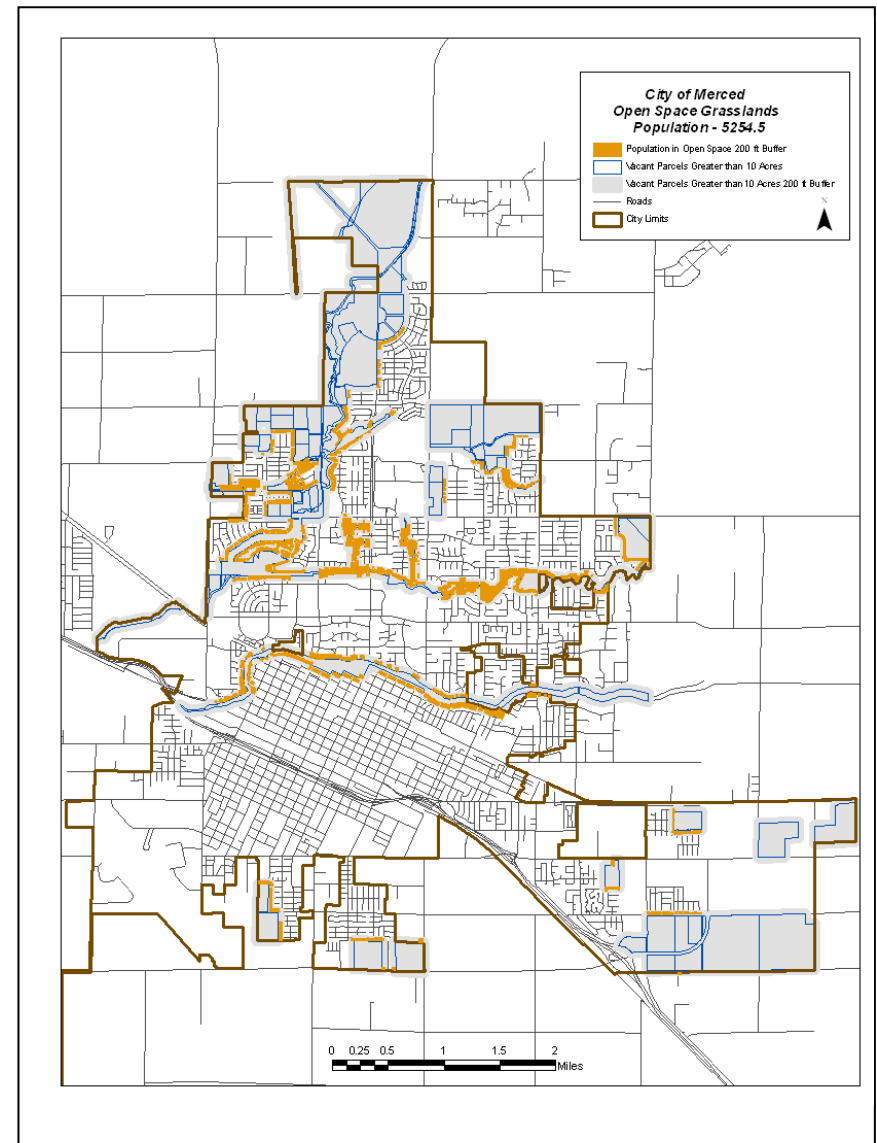 City of Merced
Open Space Grasslands
Population - 5254.5
Population in Open Space 200 ft Buffer
Vacant Parcels Greater than 10 Acres
Vacant Parcels Greater than 10 Acres 200 ft Buffer
Roads
City Limits
N
0 0.25 0.5 1 1.5 2
Miles